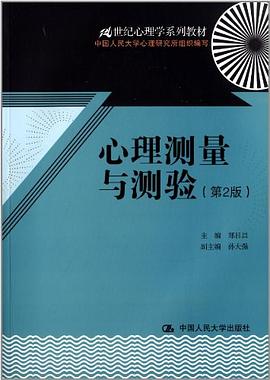 21世纪心理学系列教材
中国人民大学心理研究所组织编写
心理测量
与测验(第2版)
主 编 郑日昌
副主编 孙大强
中国人民大学出版社